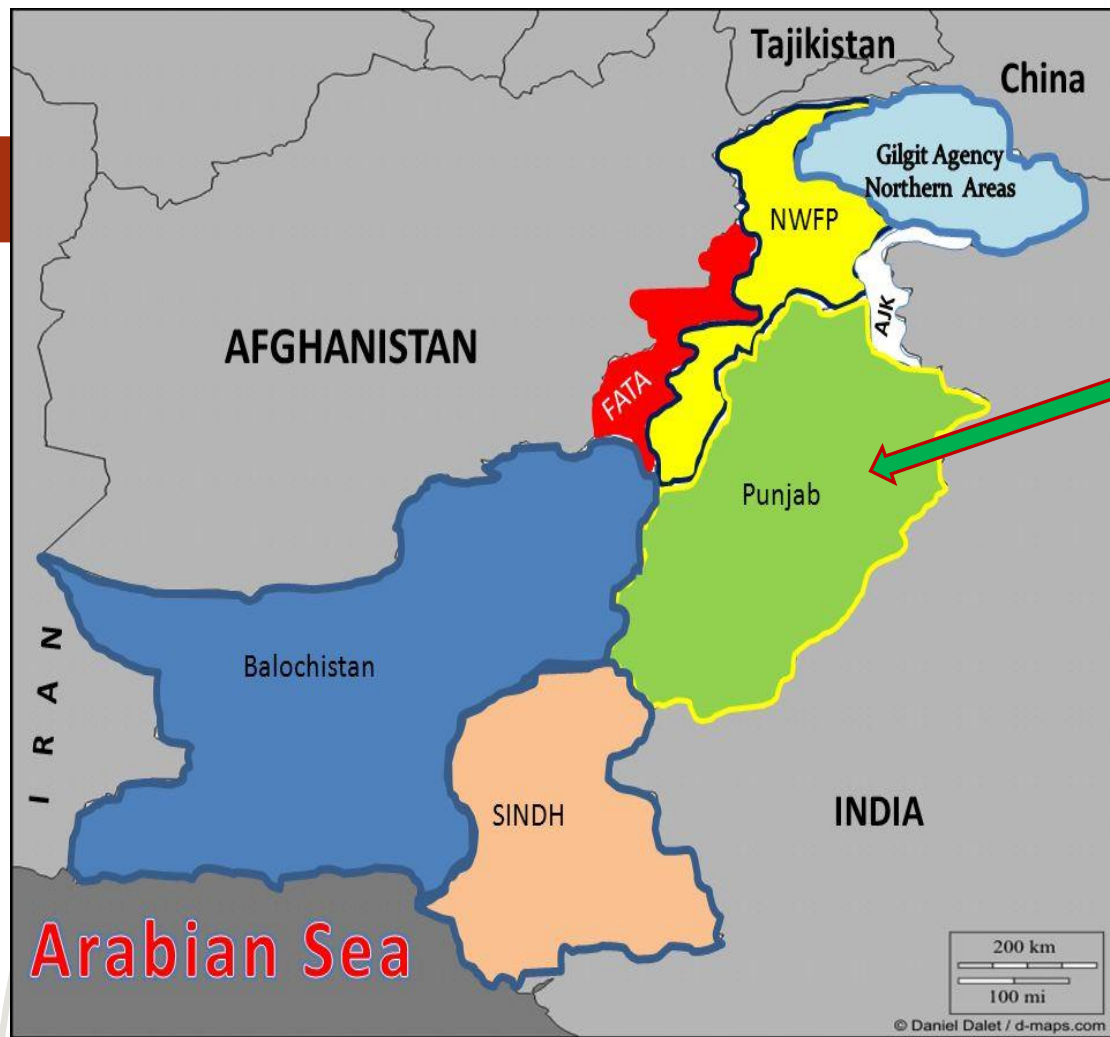 Tajikistan
China
Gilgit Agency
Northern Areas
NWFP
AJK
AFGHANISTAN
FATA
Punjab
IRAN
Balochistan
SINDH
INDIA
Arabian Sea
200 km
100 mi
© Daniel Dalet / d-maps.com